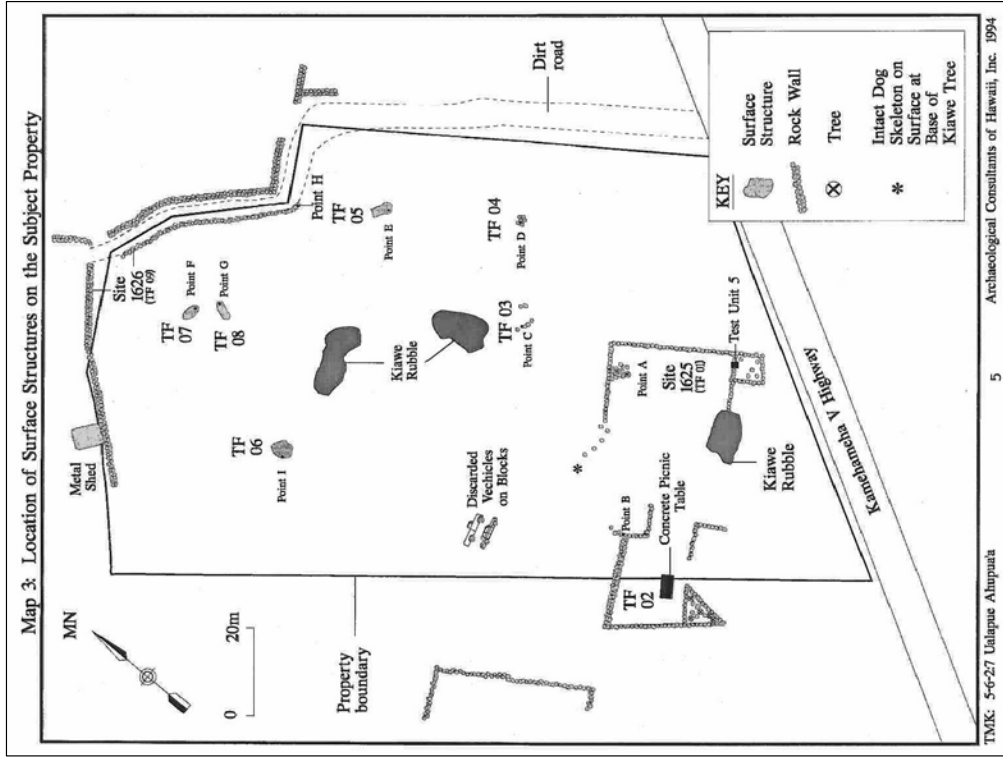 Map 3: Location of Surface Structures on the Subject Property
MN
0 20m
Property
boundary
Metal
Shed
Site
1626
(TF 09)
TF
07
Point F
TF
08
Point G
Point H
TF
05
Point E
TF 04
Point D
TF 03
Point C
TF
06
Point I
Kiawe
Rubble
Discarded
Vechicles
on Blocks
*
Point A
Site
1625
(TF 01)
Test Unit 5
Point B
Concrete Picnic
Table
TF
02
Kiawe
Rubble
Dirt
road
Kamehameha V Highway
KEY
Surface
Structure
Rock Wall
Tree
* Intact Dog
Skeleton on
Surface at
Base of
Kiawe Tree
TMK: 5-6-2:7 Ualapue Ahupua'a
5
Archaeological Consultants of Hawaii, Inc. 1994